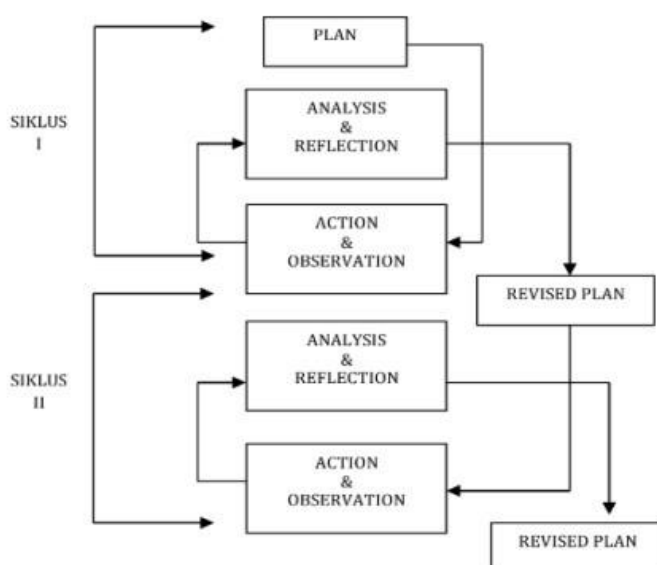 PLAN
SIKLUS
I
ANALYSIS
&
REFLECTION
ACTION
&
OBSERVATION
REVISED PLAN
SIKLUS
II
ANALYSIS
&
REFLECTION
ACTION
&
OBSERVATION
REVISED PLAN